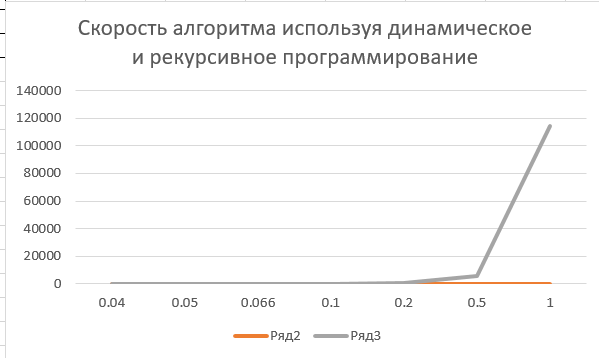 Скорость алгоритма используя динамическое
и рекурсивное программирование
140000
120000
100000
80000
60000
40000
20000
0
0.04 0.05 0.066 0.1 0.2 0.5 1
Ряд2 Ряд3